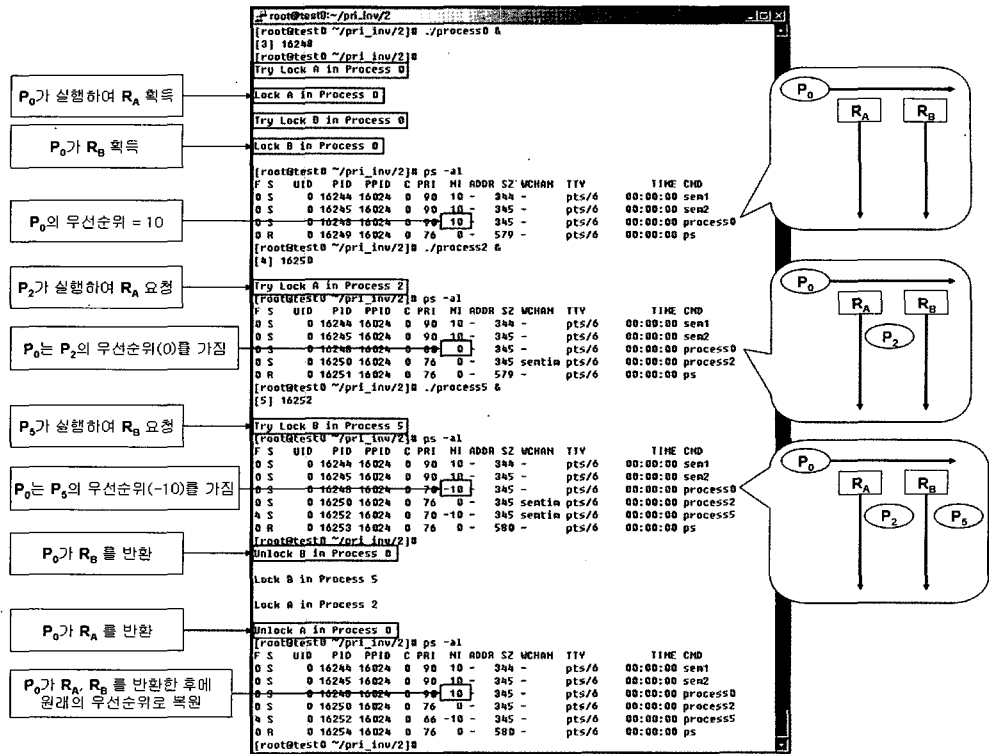 root@test0:~/pri_inv/2
[root@test0 ~/pri_inv/2]# ./process0 &
[3] 16248
[root@test0 ~/pri_inv/2]#
Try Lock A in Process 0
P0가 실행하여 RA 획득
Lock A in Process 0
Try Lock B in Process 0
P0가 RB 획득
Lock B in Process 0
P0
RA RB
[root@test0 ~/pri_inv/2]# ps -al
F S UID PID PPID C PRI NI ADDR SZ WCHAN TTY TIME CMD
0 S 0 16244 16024 0 90 10 - 344 - pts/6 00:00:00 sem1
0 S 0 16245 16024 0 90 10 - 345 - pts/6 00:00:00 sem2
P0의 우선순위 = 10
0 S 0 16248 16024 0 90 10 - 345 - pts/6 00:00:00 process0
0 R 0 16249 16024 0 76 0 - 579 - pts/6 00:00:00 ps
[root@test0 ~/pri_inv/2]# ./process2 &
[4] 16250
P2가 실행하여 RA 요청
Try Lock A in Process 2
[root@test0 ~/pri_inv/2]# ps -al
F S UID PID PPID C PRI NI ADDR SZ WCHAN TTY TIME CMD
0 S 0 16244 16024 0 90 10 - 344 - pts/6 00:00:00 sem1
0 S 0 16245 16024 0 90 10 - 345 - pts/6 00:00:00 sem2
P0는 P2의 우선순위(0)를 가짐
0 S 0 16248 16024 0 80 0 - 345 - pts/6 00:00:00 process0
0 S 0 16250 16024 0 76 0 - 345 semtim pts/6 00:00:00 process2
0 R 0 16251 16024 0 76 0 - 579 - pts/6 00:00:00 ps
P0
RA RB
P2
[root@test0 ~/pri_inv/2]# ./process5 &
[5] 16252
P5가 실행하여 RB 요청
Try Lock B in Process 5
[root@test0 ~/pri_inv/2]# ps -al
F S UID PID PPID C PRI NI ADDR SZ WCHAN TTY TIME CMD
0 S 0 16244 16024 0 90 10 - 344 - pts/6 00:00:00 sem1
0 S 0 16245 16024 0 90 10 - 345 - pts/6 00:00:00 sem2
P0는 P5의 우선순위(-10)를 가짐
0 S 0 16248 16024 0 70 -10 - 345 - pts/6 00:00:00 process0
0 S 0 16250 16024 0 76 0 - 345 semtim pts/6 00:00:00 process2
4 S 0 16252 16024 0 70 -10 - 345 semtim pts/6 00:00:00 process5
0 R 0 16253 16024 0 76 0 - 580 - pts/6 00:00:00 ps
P0
RA RB
P2 P5
[root@test0 ~/pri_inv/2]#
P0가 RB 를 반환
Unlock B in Process 0
Lock B in Process 5
Lock A in Process 2
P0가 RA 를 반환
Unlock A in Process 0
[root@test0 ~/pri_inv/2]# ps -al
F S UID PID PPID C PRI NI ADDR SZ WCHAN TTY TIME CMD
0 S 0 16244 16024 0 90 10 - 344 - pts/6 00:00:00 sem1
0 S 0 16245 16024 0 90 10 - 345 - pts/6 00:00:00 sem2
P0가 RA, RB 를 반환한 후에
원래의 우선순위로 복원
0 S 0 16248 16024 0 90 10 - 345 - pts/6 00:00:00 process0
0 S 0 16250 16024 0 76 0 - 345 - pts/6 00:00:00 process2
4 S 0 16252 16024 0 66 -10 - 345 - pts/6 00:00:00 process5
0 R 0 16254 16024 0 76 0 - 580 - pts/6 00:00:00 ps
[root@test0 ~/pri_inv/2]#